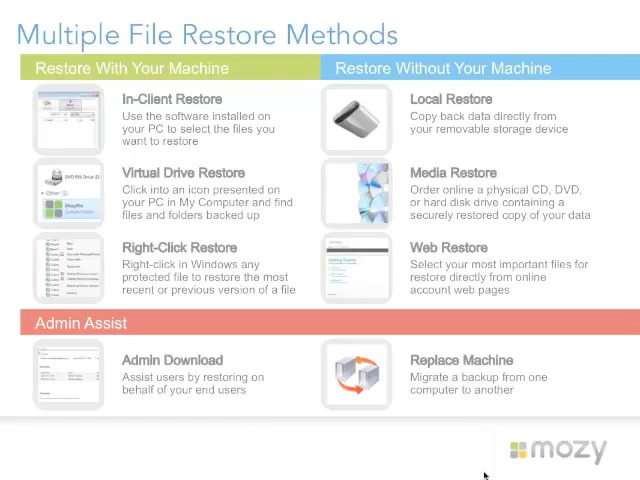 Multiple File Restore Methods
Restore With Your Machine
Restore Without Your Machine
In-Client Restore
Use the software installed on
your PC to select the files you
want to restore
Local Restore
Copy back data directly from
your removable storage device
DVD RW Drive (D
Other (1)
MozyPro
Virtual Drive Restore
Click into an icon presented on
your PC in My Computer and find
files and folders backed up
Media Restore
Order online a physical CD, DVD,
or hard disk drive containing a
securely restored copy of your data
Right-Click Restore
Right-click in Windows any
protected file to restore the most
recent or previous version of a file
Web Restore
Select your most important files for
restore directly from online
account web pages
Admin Assist
Admin Download
Assist users by restoring on
behalf of your end users
Replace Machine
Migrate a backup from one
computer to another
mozy